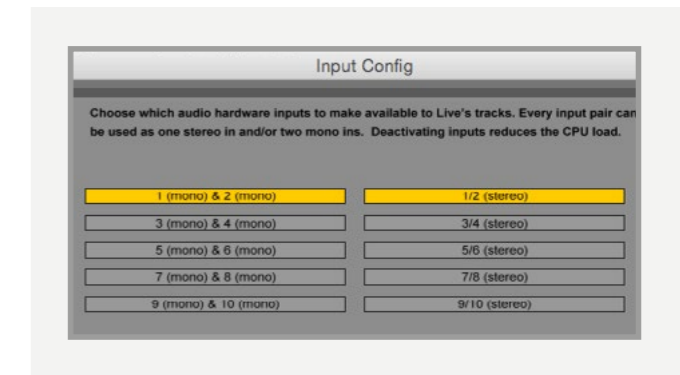 Input Config
Choose which audio hardware inputs to make available to Live's tracks. Every input pair can
be used as one stereo in and/or two mono ins. Deactivating inputs reduces the CPU load.
1 (mono) & 2 (mono) 1/2 (stereo)
3 (mono) & 4 (mono) 3/4 (stereo)
5 (mono) & 6 (mono) 5/6 (stereo)
7 (mono) & 8 (mono) 7/8 (stereo)
9 (mono) & 10 (mono) 9/10 (stereo)